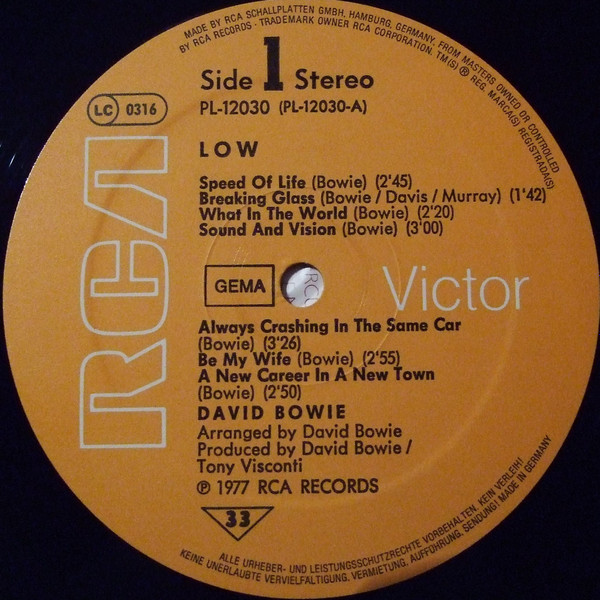 MADE BY RCA SCHALLPLATTEN GMBH, HAMBURG, GERMANY, FROM MASTERS OWNED OR CONTROLLED
BY RCA RECORDS · TRADEMARK OWNER RCA CORPORATION, TM(S) ® REG. MARCA(S) REGISTRADA(S)
Side 1 Stereo
LC 0316
PL-12030 (PL-12030-A)
RCA
LOW
Speed Of Life (Bowie) (2'45)
Breaking Glass (Bowie / Davis / Murray) (1'42)
What In The World (Bowie) (2'20)
Sound And Vision (Bowie) (3'00)
GEMA
Victor
Always Crashing In The Same Car
(Bowie) (3'26)
Be My Wife (Bowie) (2'55)
A New Career In A New Town
(Bowie) (2'50)
DAVID BOWIE
Arranged by David Bowie
Produced by David Bowie /
Tony Visconti
℗ 1977 RCA RECORDS
33
ALLE URHEBER- UND LEISTUNGSSCHUTZRECHTE VORBEHALTEN. KEIN VERLEIH!
KEINE UNERLAUBTE VERVIELFALTIGUNG, VERMIETUNG, AUFFÜHRUNG, SENDUNG! MADE IN GERMANY